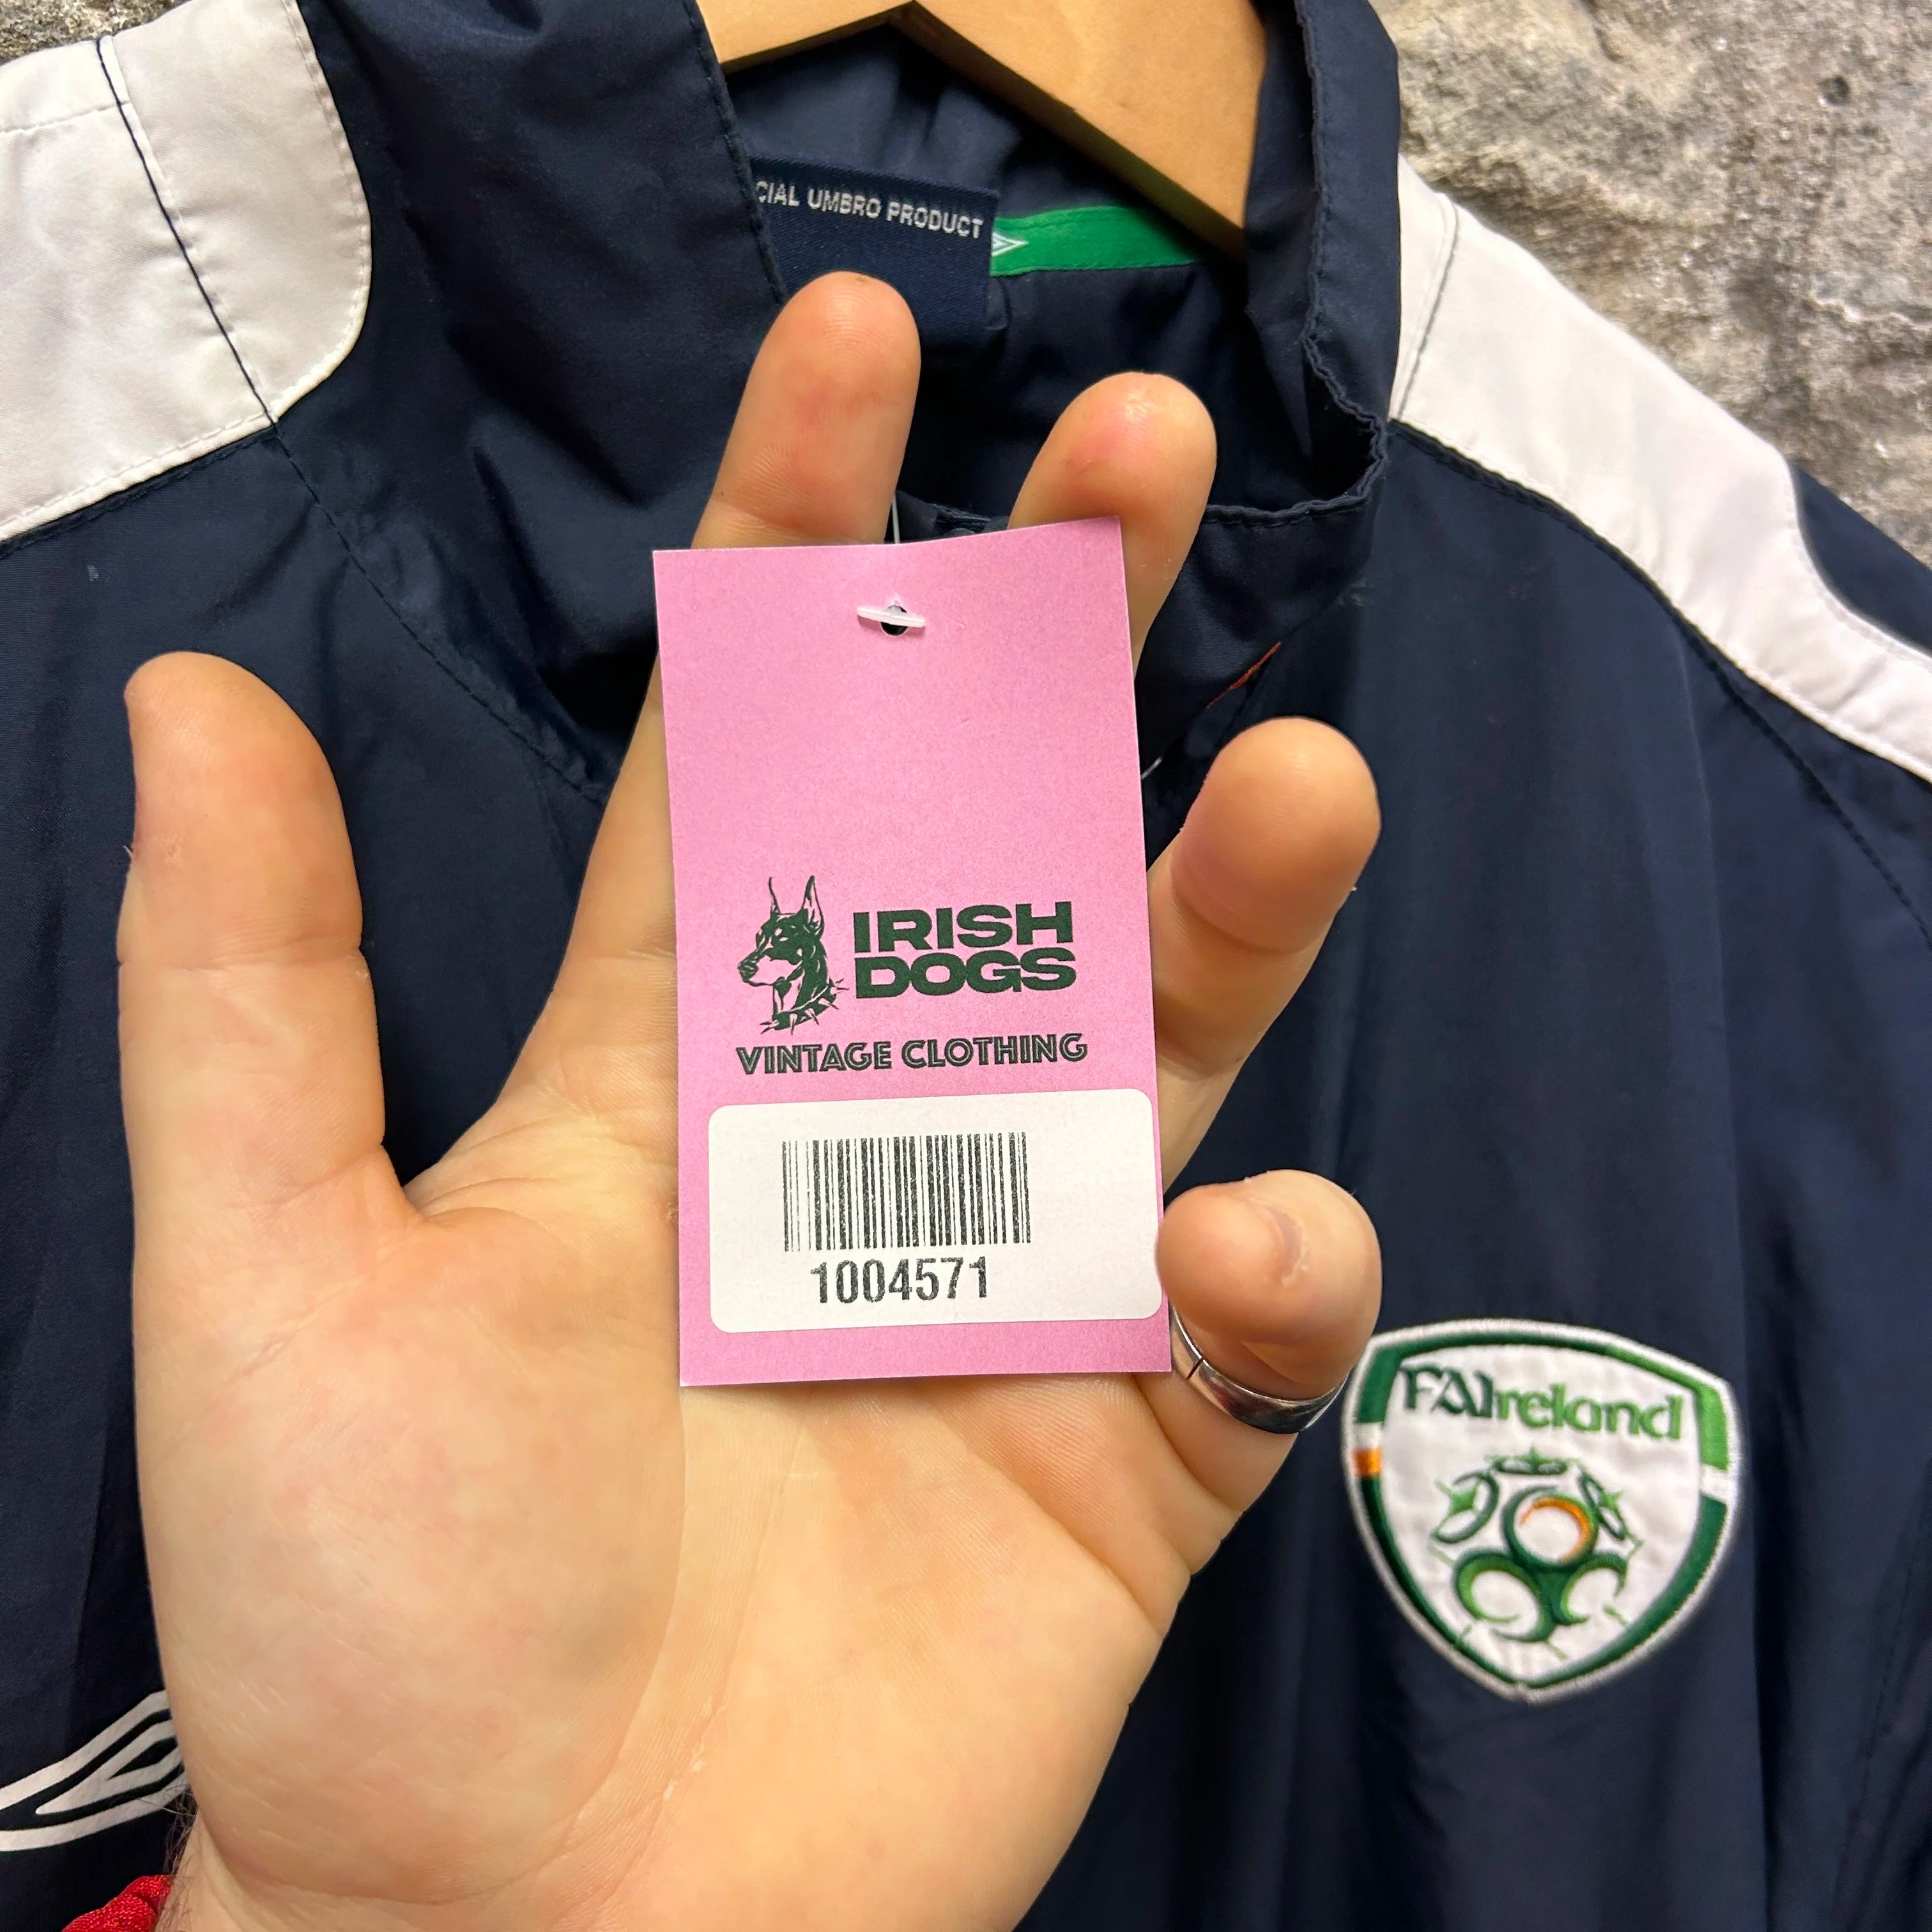 CIAL UMBRO PRODUCT
IRISH
DOGS
VINTAGE CLOTHING
1004571
FAIreland